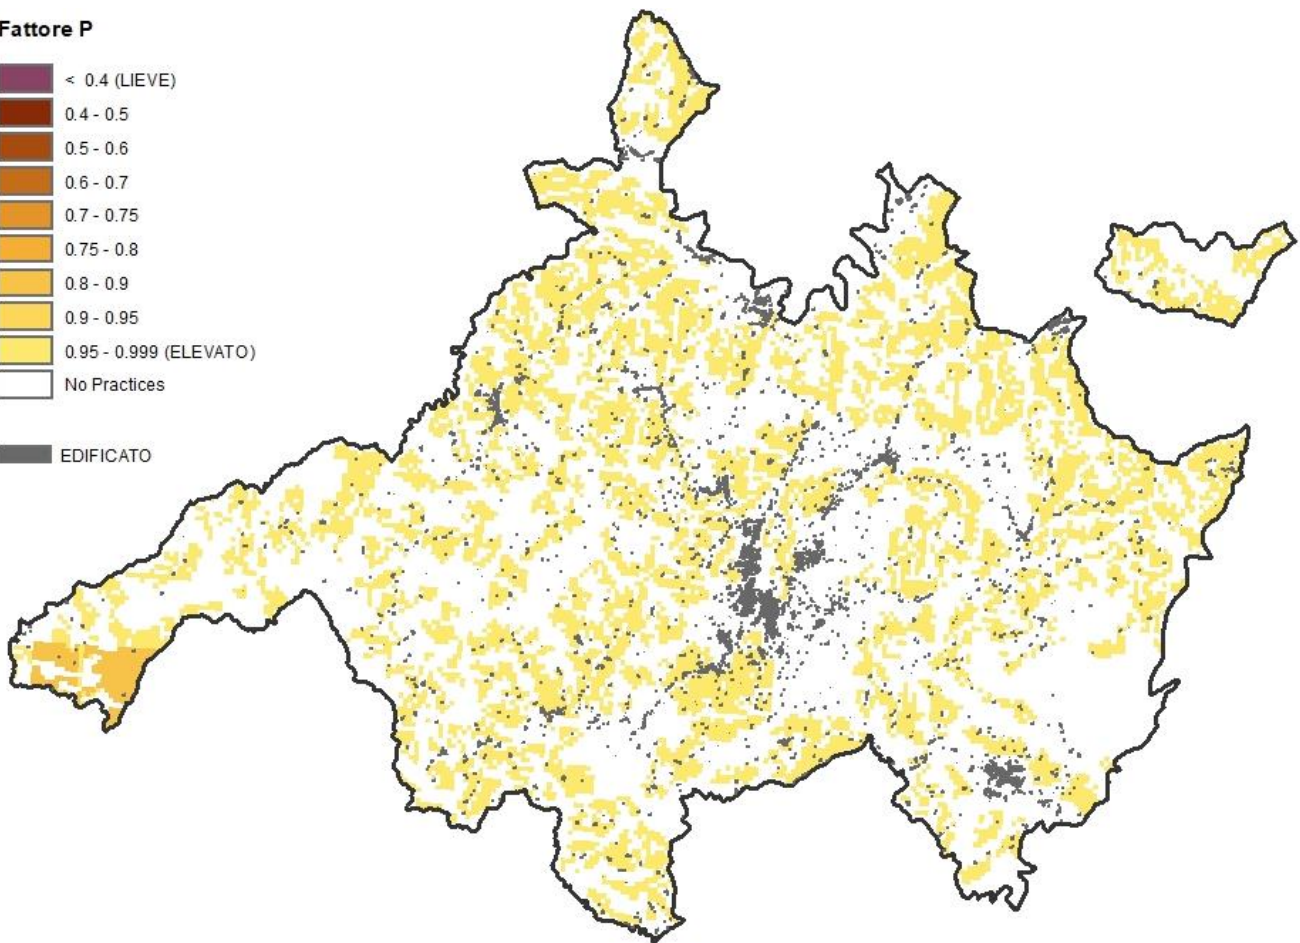 Fattore P
< 0.4 (LIEVE)
0.4 - 0.5
0.5 - 0.6
0.6 - 0.7
0.7 - 0.75
0.75 - 0.8
0.8 - 0.9
0.9 - 0.95
0.95 - 0.999 (ELEVATO)
No Practices
EDIFICATO